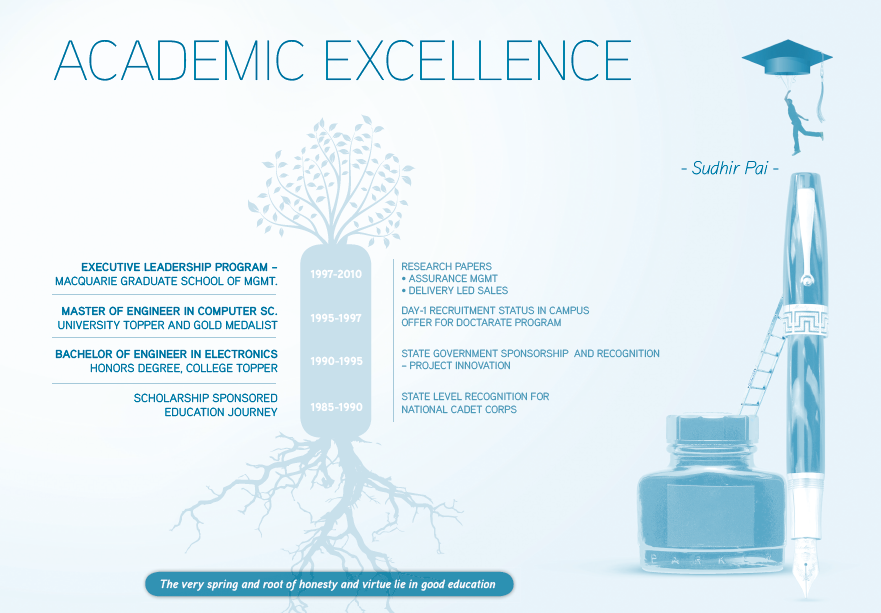 ACADEMIC EXCELLENCE
- Sudhir Pai -
EXECUTIVE LEADERSHIP PROGRAM –
MACQUARIE GRADUATE SCHOOL OF MGMT.
1997-2010
RESEARCH PAPERS
• ASSURANCE MGMT
• DELIVERY LED SALES
MASTER OF ENGINEER IN COMPUTER SC.
UNIVERSITY TOPPER AND GOLD MEDALIST
1995-1997
DAY-1 RECRUITMENT STATUS IN CAMPUS
OFFER FOR DOCTARATE PROGRAM
BACHELOR OF ENGINEER IN ELECTRONICS
HONORS DEGREE, COLLEGE TOPPER
1990-1995
STATE GOVERNMENT SPONSORSHIP AND RECOGNITION
– PROJECT INNOVATION
SCHOLARSHIP SPONSORED
EDUCATION JOURNEY
1985-1990
STATE LEVEL RECOGNITION FOR
NATIONAL CADET CORPS
PARKER
The very spring and root of honesty and virtue lie in good education